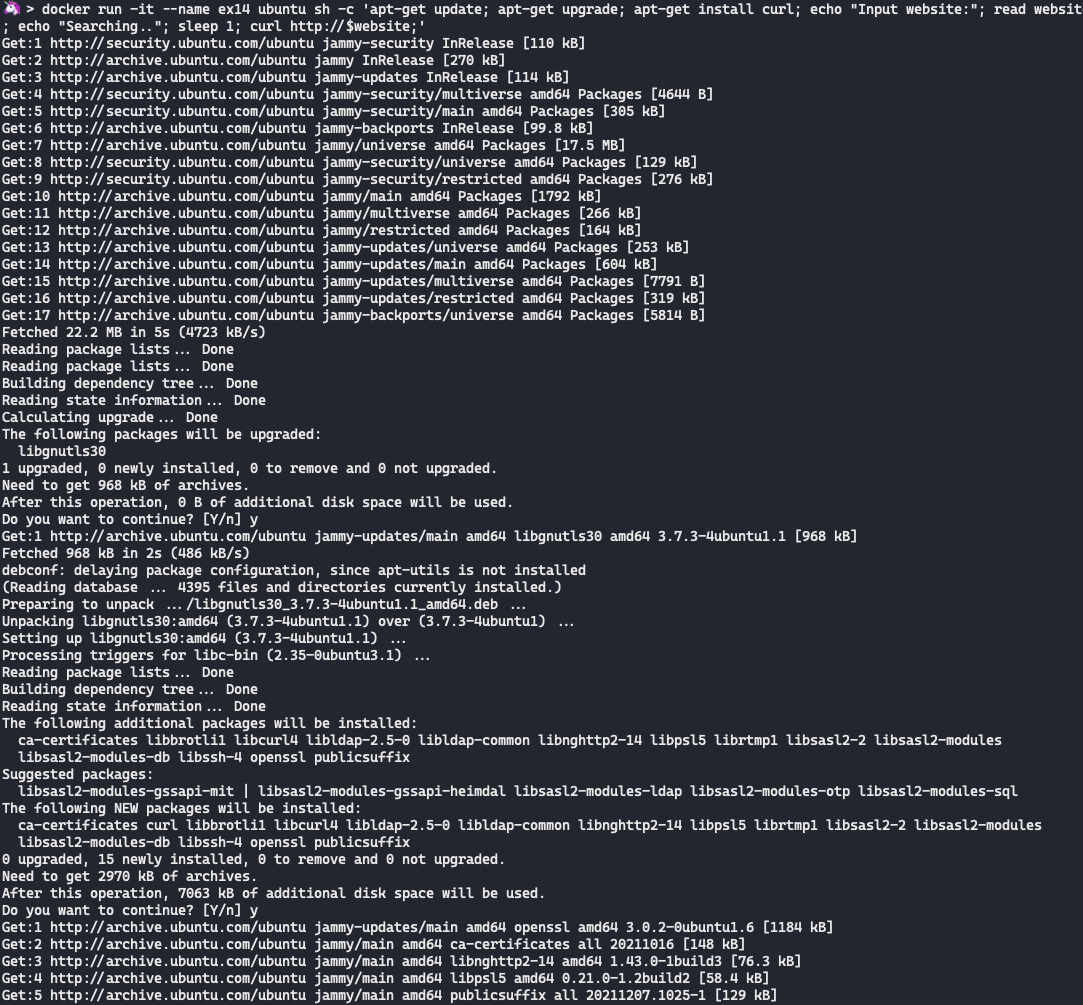 > docker run -it --name ex14 ubuntu sh -c 'apt-get update; apt-get upgrade; apt-get install curl; echo "Input website:"; read website
; echo "Searching.."; sleep 1; curl http://$website;'
Get:1 http://security.ubuntu.com/ubuntu jammy-security InRelease [110 kB]
Get:2 http://archive.ubuntu.com/ubuntu jammy InRelease [270 kB]
Get:3 http://archive.ubuntu.com/ubuntu jammy-updates InRelease [114 kB]
Get:4 http://security.ubuntu.com/ubuntu jammy-security/multiverse amd64 Packages [4644 B]
Get:5 http://security.ubuntu.com/ubuntu jammy-security/main amd64 Packages [305 kB]
Get:6 http://archive.ubuntu.com/ubuntu jammy-backports InRelease [99.8 kB]
Get:7 http://archive.ubuntu.com/ubuntu jammy/universe amd64 Packages [17.5 MB]
Get:8 http://security.ubuntu.com/ubuntu jammy-security/universe amd64 Packages [129 kB]
Get:9 http://security.ubuntu.com/ubuntu jammy-security/restricted amd64 Packages [276 kB]
Get:10 http://archive.ubuntu.com/ubuntu jammy/main amd64 Packages [1792 kB]
Get:11 http://archive.ubuntu.com/ubuntu jammy/multiverse amd64 Packages [266 kB]
Get:12 http://archive.ubuntu.com/ubuntu jammy/restricted amd64 Packages [164 kB]
Get:13 http://archive.ubuntu.com/ubuntu jammy-updates/universe amd64 Packages [253 kB]
Get:14 http://archive.ubuntu.com/ubuntu jammy-updates/main amd64 Packages [604 kB]
Get:15 http://archive.ubuntu.com/ubuntu jammy-updates/multiverse amd64 Packages [7791 B]
Get:16 http://archive.ubuntu.com/ubuntu jammy-updates/restricted amd64 Packages [319 kB]
Get:17 http://archive.ubuntu.com/ubuntu jammy-backports/universe amd64 Packages [5814 B]
Fetched 22.2 MB in 5s (4723 kB/s)
Reading package lists... Done
Reading package lists... Done
Building dependency tree... Done
Reading state information... Done
Calculating upgrade... Done
The following packages will be upgraded:
  libgnutls30
1 upgraded, 0 newly installed, 0 to remove and 0 not upgraded.
Need to get 968 kB of archives.
After this operation, 0 B of additional disk space will be used.
Do you want to continue? [Y/n] y
Get:1 http://archive.ubuntu.com/ubuntu jammy-updates/main amd64 libgnutls30 amd64 3.7.3-4ubuntu1.1 [968 kB]
Fetched 968 kB in 2s (486 kB/s)
debconf: delaying package configuration, since apt-utils is not installed
(Reading database ... 4395 files and directories currently installed.)
Preparing to unpack .../libgnutls30_3.7.3-4ubuntu1.1_amd64.deb ...
Unpacking libgnutls30:amd64 (3.7.3-4ubuntu1.1) over (3.7.3-4ubuntu1) ...
Setting up libgnutls30:amd64 (3.7.3-4ubuntu1.1) ...
Processing triggers for libc-bin (2.35-0ubuntu3.1) ...
Reading package lists... Done
Building dependency tree... Done
Reading state information... Done
The following additional packages will be installed:
  ca-certificates libbrotli1 libcurl4 libldap-2.5-0 libldap-common libnghttp2-14 libpsl5 librtmp1 libsasl2-2 libsasl2-modules
  libsasl2-modules-db libssh-4 openssl publicsuffix
Suggested packages:
  libsasl2-modules-gssapi-mit | libsasl2-modules-gssapi-heimdal libsasl2-modules-ldap libsasl2-modules-otp libsasl2-modules-sql
The following NEW packages will be installed:
  ca-certificates curl libbrotli1 libcurl4 libldap-2.5-0 libldap-common libnghttp2-14 libpsl5 librtmp1 libsasl2-2 libsasl2-modules
  libsasl2-modules-db libssh-4 openssl publicsuffix
0 upgraded, 15 newly installed, 0 to remove and 0 not upgraded.
Need to get 2970 kB of archives.
After this operation, 7063 kB of additional disk space will be used.
Do you want to continue? [Y/n] y
Get:1 http://archive.ubuntu.com/ubuntu jammy-updates/main amd64 openssl amd64 3.0.2-0ubuntu1.6 [1184 kB]
Get:2 http://archive.ubuntu.com/ubuntu jammy/main amd64 ca-certificates all 20211016 [148 kB]
Get:3 http://archive.ubuntu.com/ubuntu jammy/main amd64 libnghttp2-14 amd64 1.43.0-1build3 [76.3 kB]
Get:4 http://archive.ubuntu.com/ubuntu jammy/main amd64 libpsl5 amd64 0.21.0-1.2build2 [58.4 kB]
Get:5 http://archive.ubuntu.com/ubuntu jammy/main amd64 publicsuffix all 20211207.1025-1 [129 kB]